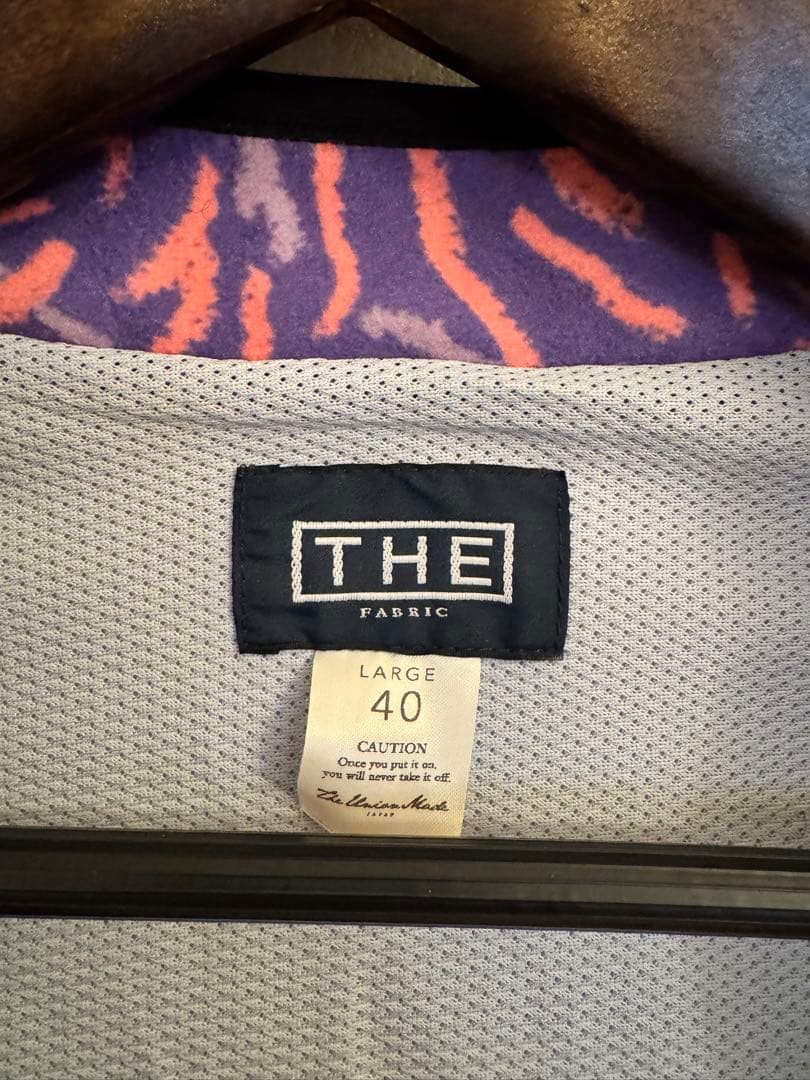 THE
FABRIC
LARGE
40
CAUTION
Once you put it on,
you will never take it off.
The Union Made
JAPAN